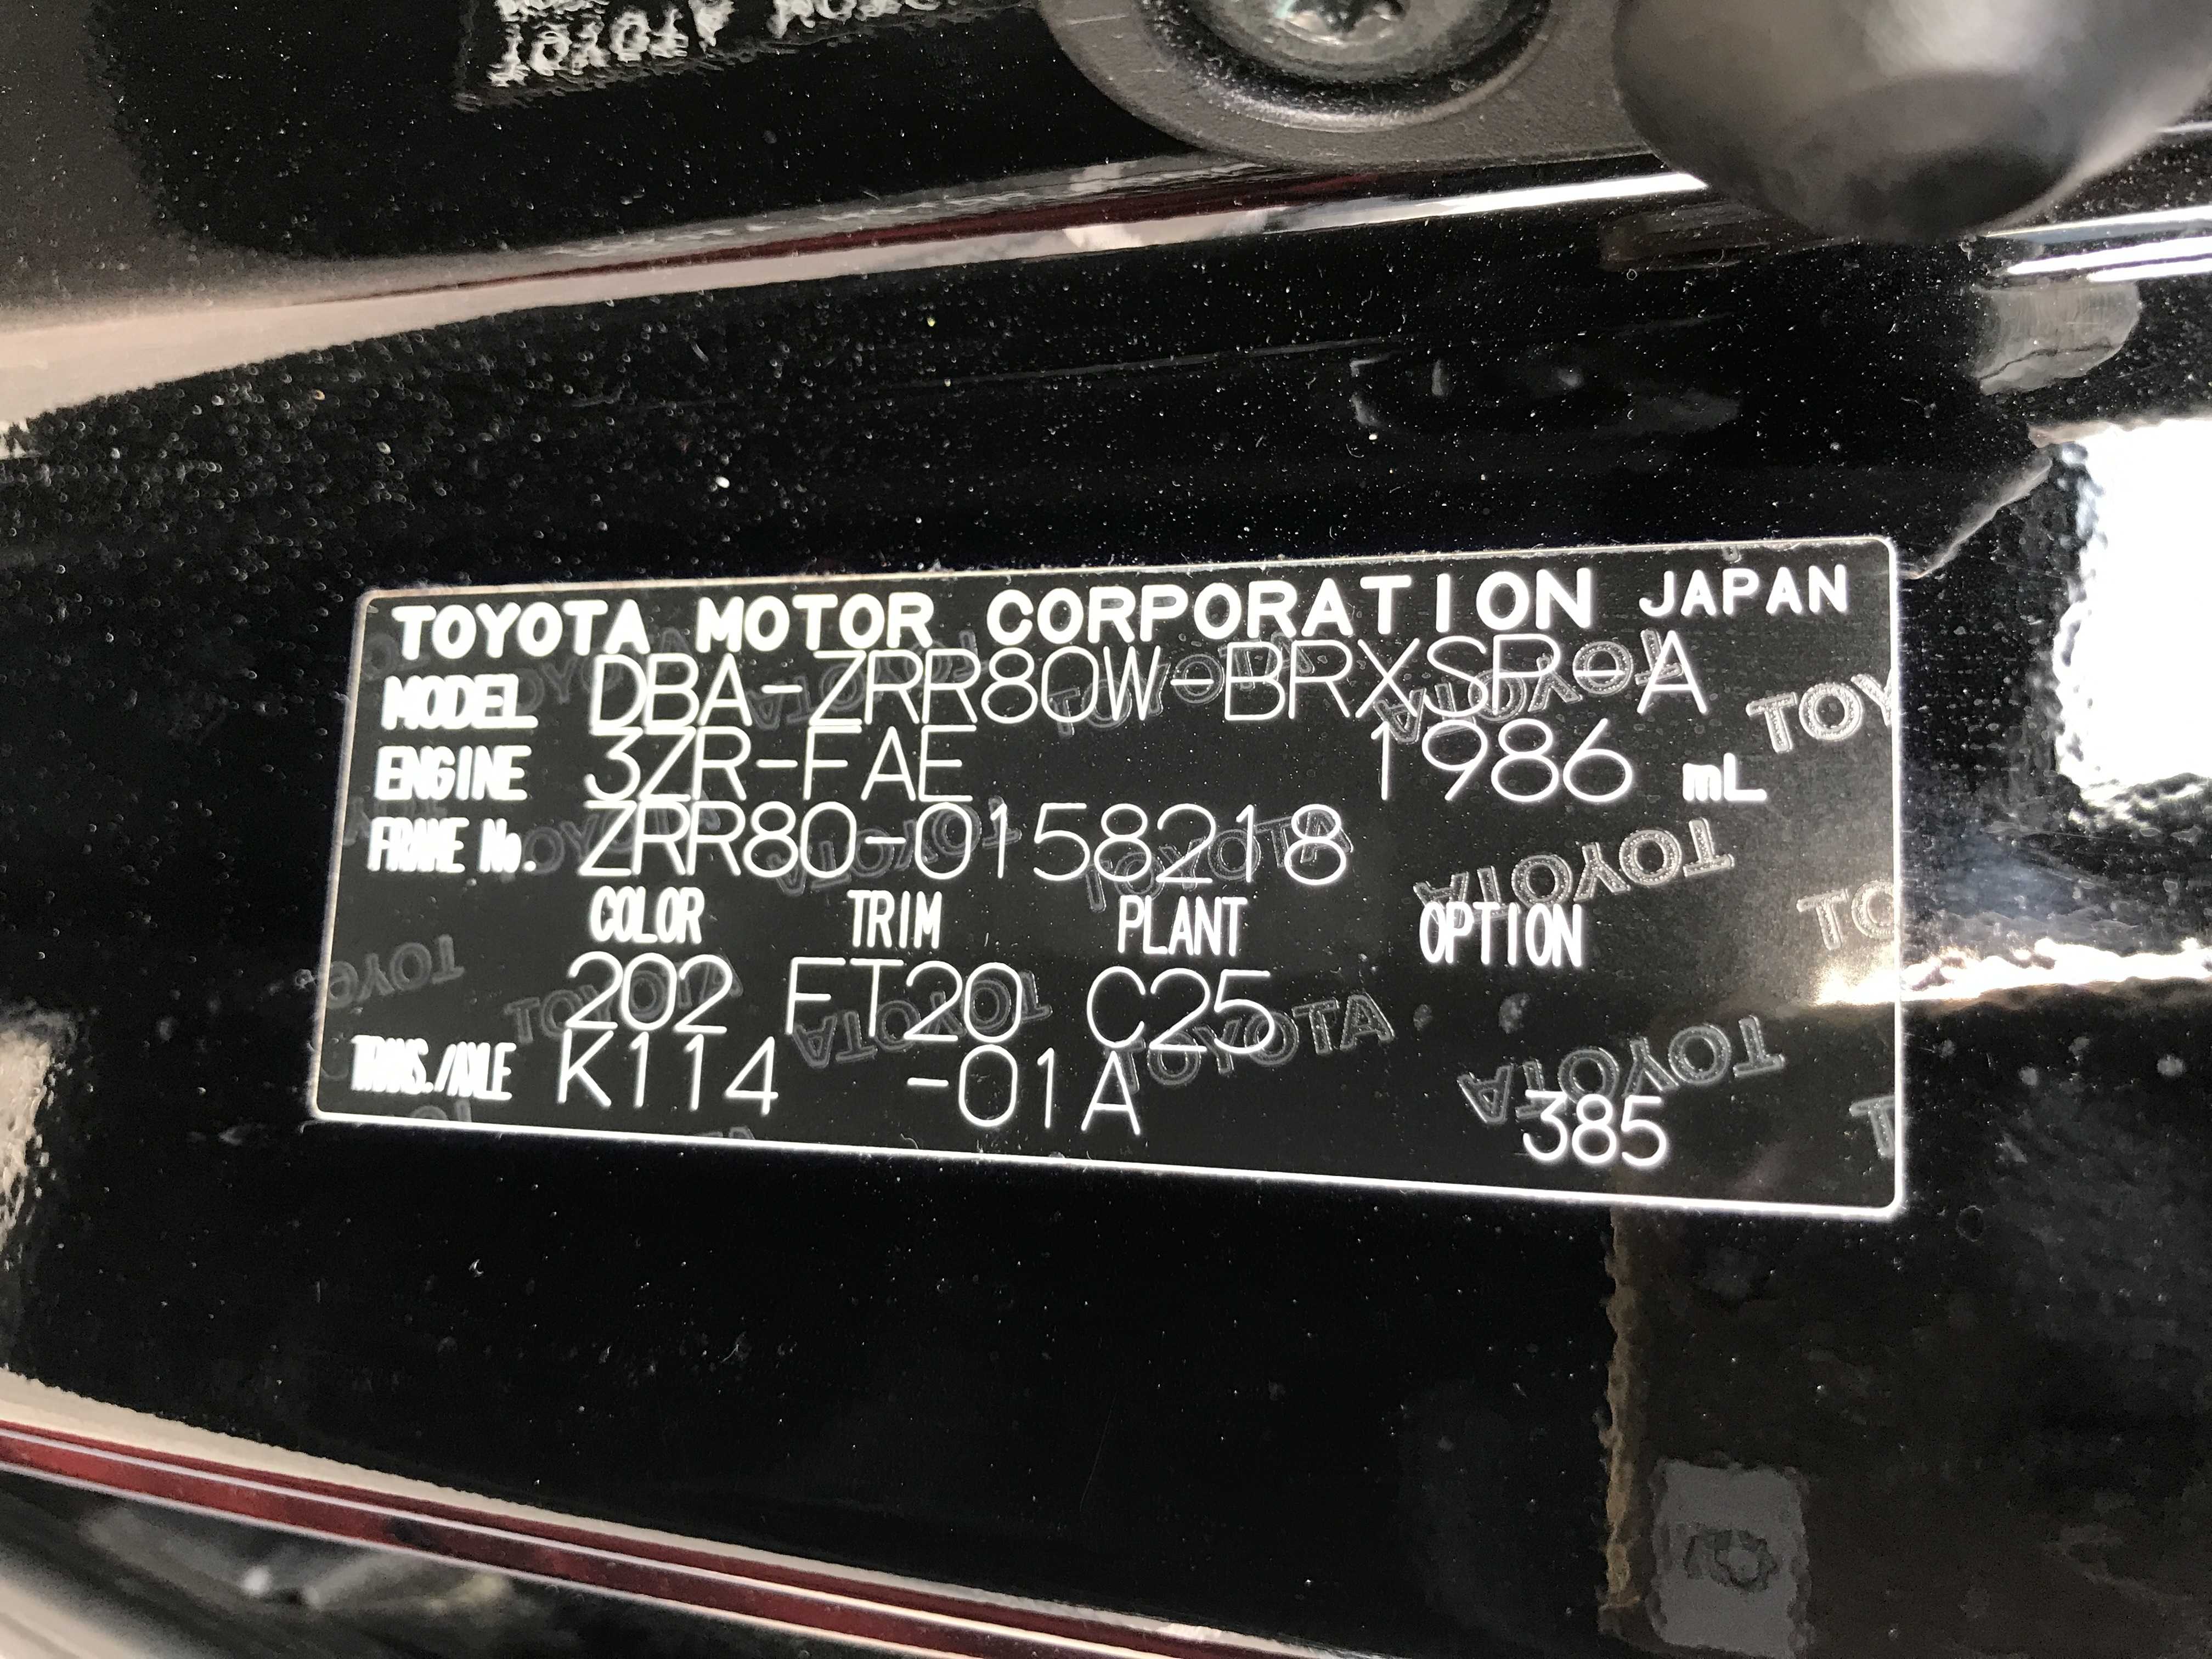 TOYOTA MOTOR CORPORATION JAPAN
MODEL DBA-ZRR80W-BRXSP-A
ENGINE 3ZR-FAE 1986 mL
FRAME No. ZRR80-0158218
COLOR TRIM PLANT OPTION
202 FT20 C25
TRANS./AXLE K114 -01A
385